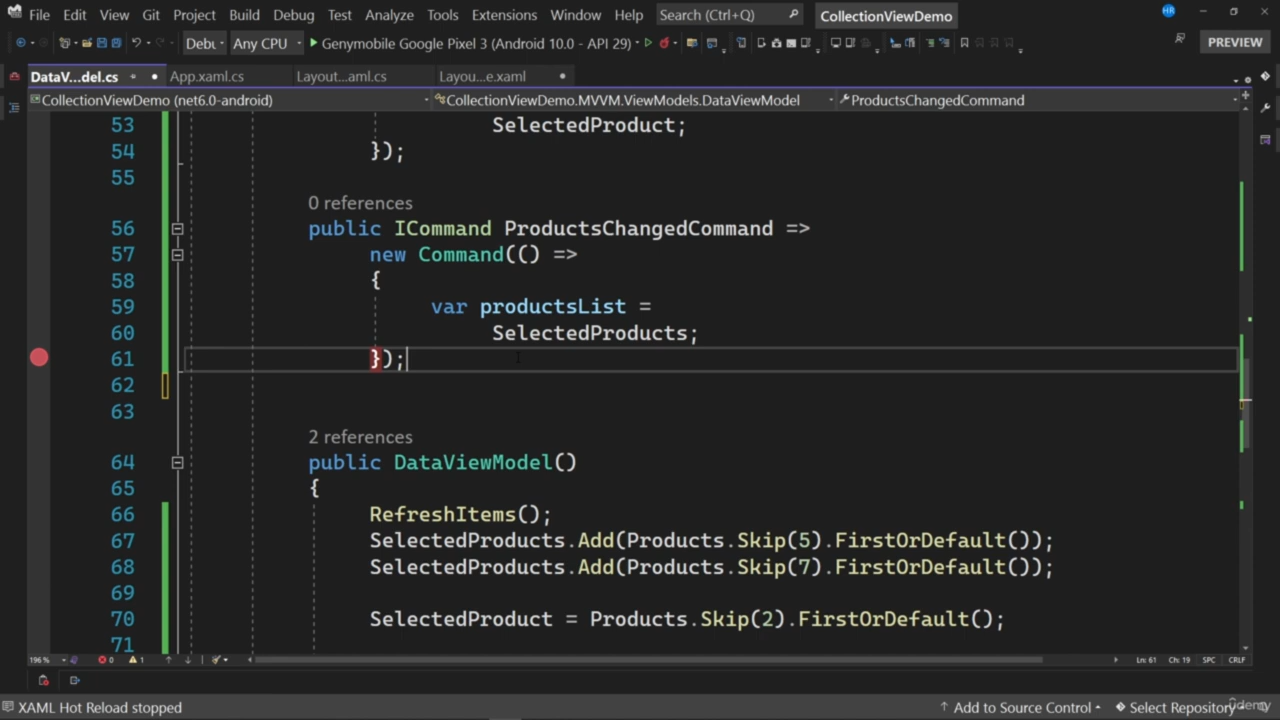 File Edit View Git Project Build Debug Test Analyze Tools Extensions Window Help Search (Ctrl+Q) CollectionViewDemo HR
Debu Any CPU Genymobile Google Pixel 3 (Android 10.0 - API 29) PREVIEW
DataV...del.cs App.xaml.cs Layout....aml.cs Layou...e.xaml
CollectionViewDemo (net6.0-android) CollectionViewDemo.MVVM.ViewModels.DataViewModel ProductsChangedCommand
53 SelectedProduct;
54 });
55
0 references
56 public ICommand ProductsChangedCommand =>
57 new Command(() =>
58 {
59 var productsList =
60 SelectedProducts;
61 });
62
63
2 references
64 public DataViewModel()
65 {
66 RefreshItems();
67 SelectedProducts.Add(Products.Skip(5).FirstOrDefault());
68 SelectedProducts.Add(Products.Skip(7).FirstOrDefault());
69
70 SelectedProduct = Products.Skip(2).FirstOrDefault();
71
196 % 0 1 Ln: 61 Ch: 19 SPC CRLF
XAML Hot Reload stopped Add to Source Control Select Repository
Udemy